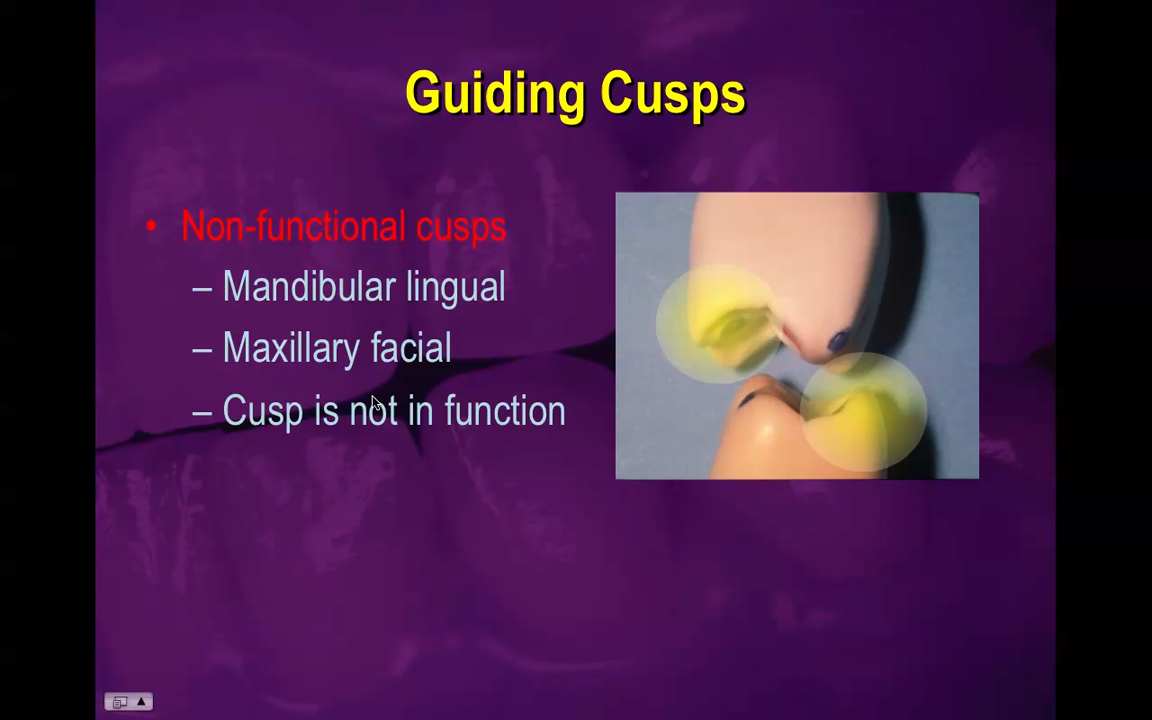 Guiding Cusps
• Non-functional cusps
– Mandibular lingual
– Maxillary facial
– Cusp is not in function